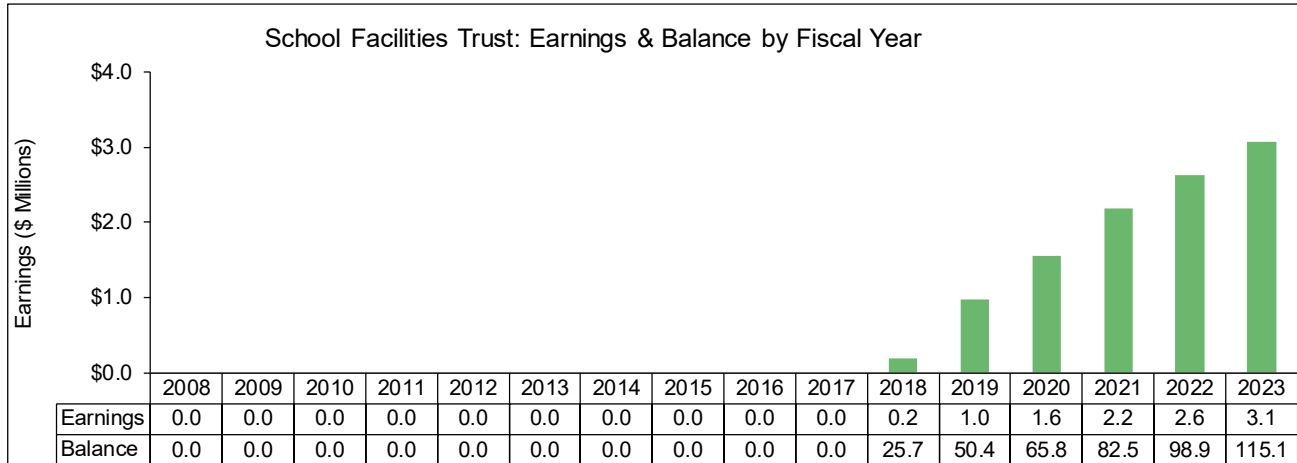 School Facilities Trust: Earnings & Balance by Fiscal Year
Earnings ($ Millions)
$4.0
$3.0
$2.0
$1.0
$0.0
2008 2009 2010 2011 2012 2013 2014 2015 2016 2017 2018 2019 2020 2021 2022 2023
Earnings 0.0 0.0 0.0 0.0 0.0 0.0 0.0 0.0 0.0 0.0 0.2 1.0 1.6 2.2 2.6 3.1
Balance 0.0 0.0 0.0 0.0 0.0 0.0 0.0 0.0 0.0 0.0 25.7 50.4 65.8 82.5 98.9 115.1